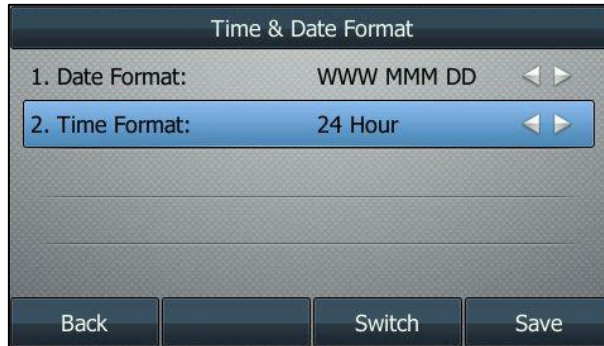 Time & Date Format
1. Date Format: WWW MMM DD
2. Time Format: 24 Hour
Back Switch Save